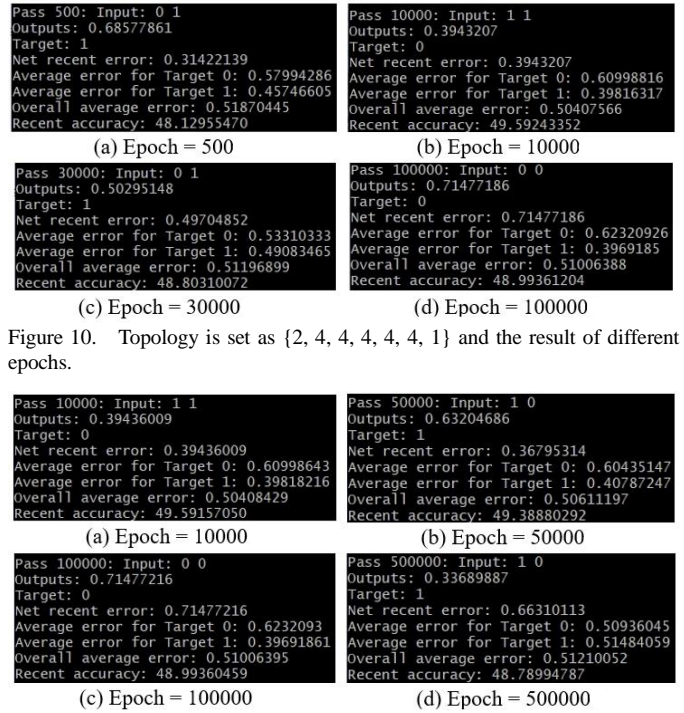 Pass 500: Input: 0 1
Outputs: 0.68577861
Target: 1
Net recent error: 0.31422139
Average error for Target 0: 0.57994286
Average error for Target 1: 0.45746605
Overall average error: 0.51870445
Recent accuracy: 48.12955470
(a) Epoch = 500
Pass 10000: Input: 1 1
Outputs: 0.3943207
Target: 0
Net recent error: 0.3943207
Average error for Target 0: 0.60998816
Average error for Target 1: 0.39816317
Overall average error: 0.50407566
Recent accuracy: 49.59243352
(b) Epoch = 10000
Pass 30000: Input: 0 1
Outputs: 0.50295148
Target: 1
Net recent error: 0.49704852
Average error for Target 0: 0.53310333
Average error for Target 1: 0.49083465
Overall average error: 0.51196899
Recent accuracy: 48.80310072
(c) Epoch = 30000
Pass 100000: Input: 0 0
Outputs: 0.71477186
Target: 0
Net recent error: 0.71477186
Average error for Target 0: 0.62320926
Average error for Target 1: 0.3969185
Overall average error: 0.51006388
Recent accuracy: 48.99361204
(d) Epoch = 100000
Figure 10. Topology is set as {2, 4, 4, 4, 4, 4, 1} and the result of different
epochs.
Pass 10000: Input: 1 1
Outputs: 0.39436009
Target: 0
Net recent error: 0.39436009
Average error for Target 0: 0.60998643
Average error for Target 1: 0.39818216
Overall average error: 0.50408429
Recent accuracy: 49.59157050
(a) Epoch = 10000
Pass 50000: Input: 1 0
Outputs: 0.63204686
Target: 1
Net recent error: 0.36795314
Average error for Target 0: 0.60435147
Average error for Target 1: 0.40787247
Overall average error: 0.50611197
Recent accuracy: 49.38880292
(b) Epoch = 50000
Pass 100000: Input: 0 0
Outputs: 0.71477216
Target: 0
Net recent error: 0.71477216
Average error for Target 0: 0.6232093
Average error for Target 1: 0.39691861
Overall average error: 0.51006395
Recent accuracy: 48.99360459
(c) Epoch = 100000
Pass 500000: Input: 1 0
Outputs: 0.33689887
Target: 1
Net recent error: 0.66310113
Average error for Target 0: 0.50936045
Average error for Target 1: 0.51484059
Overall average error: 0.51210052
Recent accuracy: 48.78994787
(d) Epoch = 500000